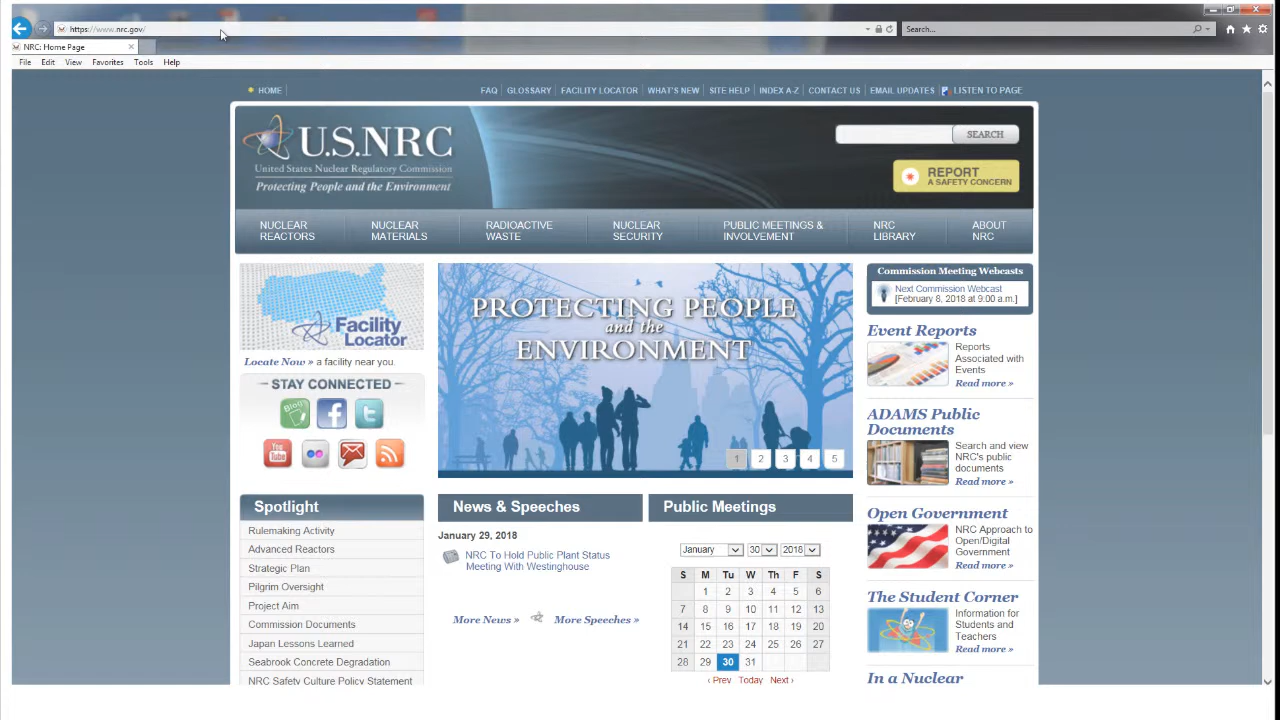 https://www.nrc.gov/
Search...
NRC: Home Page
File Edit View Favorites Tools Help
HOME
FAQ GLOSSARY FACILITY LOCATOR WHAT'S NEW SITE HELP INDEX A-Z CONTACT US EMAIL UPDATES LISTEN TO PAGE
U.S.NRC
United States Nuclear Regulatory Commission
Protecting People and the Environment
SEARCH
REPORT
A SAFETY CONCERN
NUCLEAR
REACTORS
NUCLEAR
MATERIALS
RADIOACTIVE
WASTE
NUCLEAR
SECURITY
PUBLIC MEETINGS &
INVOLVEMENT
NRC
LIBRARY
ABOUT
NRC
Facility
Locator
Locate Now » a facility near you.
STAY CONNECTED
Blog
You
Tube
Spotlight
Rulemaking Activity
Advanced Reactors
Strategic Plan
Pilgrim Oversight
Project Aim
Commission Documents
Japan Lessons Learned
Seabrook Concrete Degradation
NRC Safety Culture Policy Statement
PROTECTING PEOPLE
and the
ENVIRONMENT
1 2 3 4 5
News & Speeches
January 29, 2018
NRC To Hold Public Plant Status
Meeting With Westinghouse
More News » More Speeches »
Public Meetings
January 30 2018
S M Tu W Th F S
1 2 3 4 5 6
7 8 9 10 11 12 13
14 15 16 17 18 19 20
21 22 23 24 25 26 27
28 29 30 31
‹ Prev Today Next ›
Commission Meeting Webcasts
Next Commission Webcast
[February 8, 2018 at 9:00 a.m.]
Event Reports
Reports
Associated with
Events
Read more »
ADAMS Public
Documents
Search and view
NRC's public
documents
Read more »
Open Government
NRC Approach to
Open/Digital
Government
Read more »
The Student Corner
Information for
Students and
Teachers
Read more »
In a Nuclear